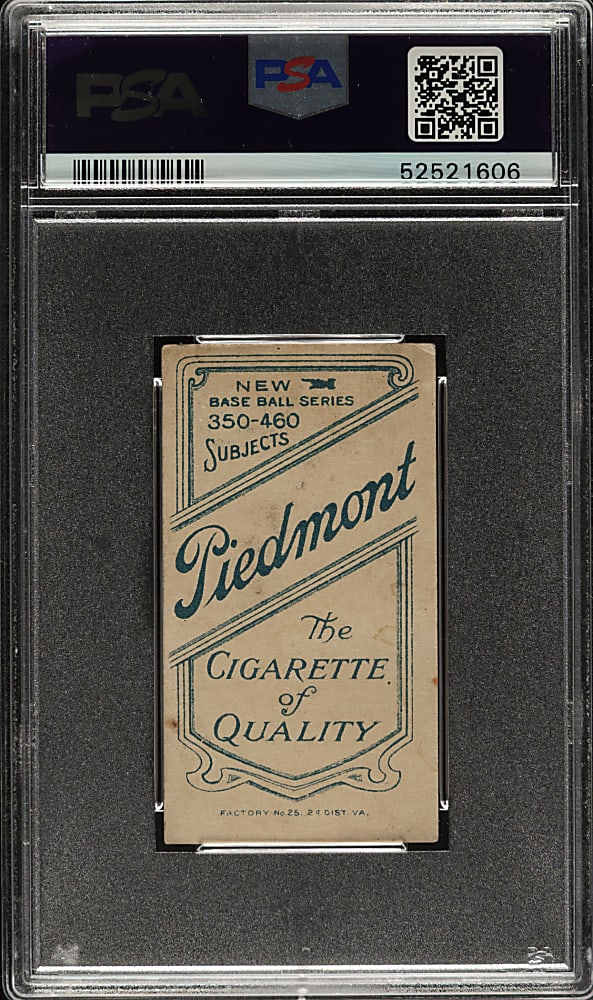 PSA PSA
52521606
NEW
BASE BALL SERIES
350-460
SUBJECTS
Piedmont
The
CIGARETTE
of
QUALITY
FACTORY No 25. 2D DIST VA.